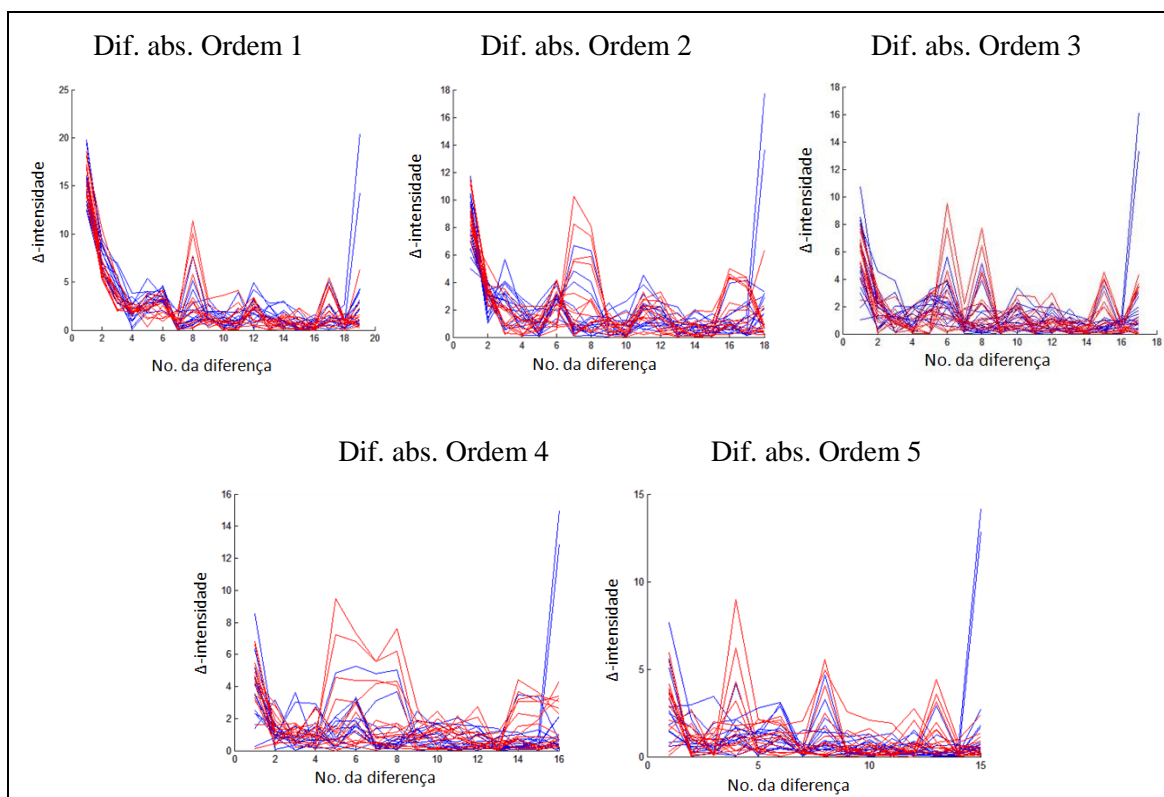 Dif. abs. Ordem 1
Dif. abs. Ordem 2
Dif. abs. Ordem 3
Δ-intensidade
25
20
15
10
5
0
0 2 4 6 8 10 12 14 16 18 20
No. da diferença
Δ-intensidade
18
16
14
12
10
8
6
4
2
0
0 2 4 6 8 10 12 14 16 18
No. da diferença
Δ-intensidade
18
16
14
12
10
8
6
4
2
0
0 2 4 6 8 10 12 14 16 18
No. da diferença
Dif. abs. Ordem 4
Dif. abs. Ordem 5
Δ-intensidade
16
14
12
10
8
6
4
2
0
0 2 4 6 8 10 12 14 16
No. da diferença
Δ-intensidade
15
10
5
0
0 5 10 15
No. da diferença